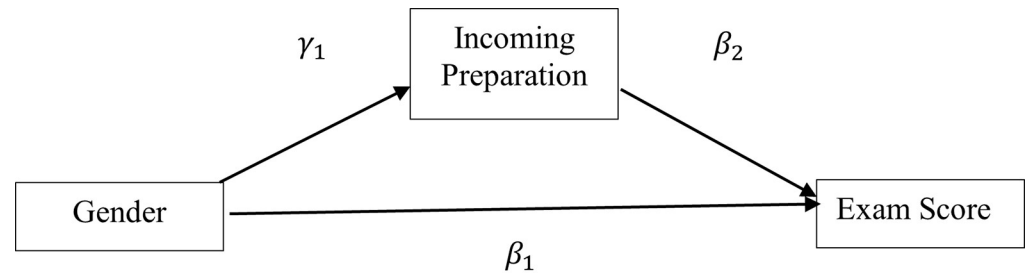 Incoming
Preparation
γ₁
β₂
Gender
Exam Score
β₁